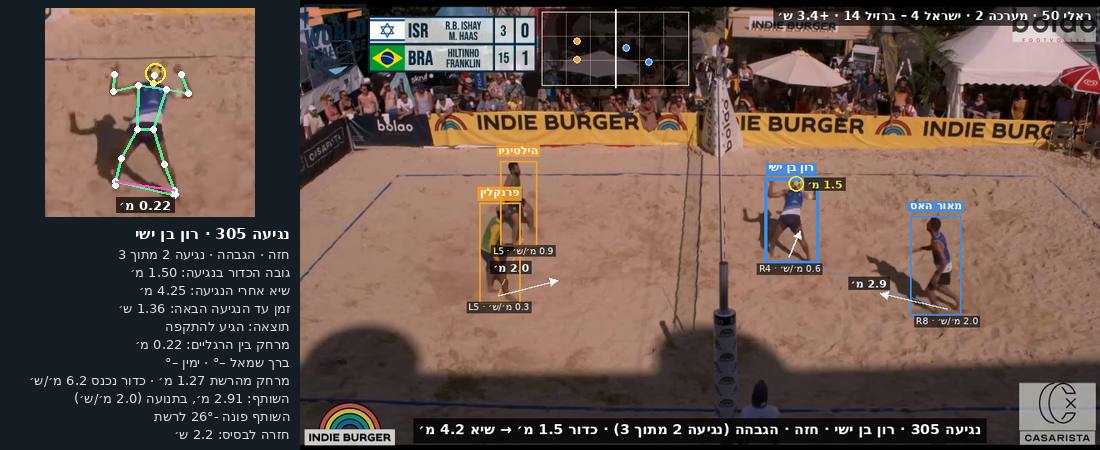 0.22 מ׳
נגיעה 305 · רון בן ישי
חזה · הגבהה · נגיעה 2 מתוך 3
גובה הכדור בנגיעה: 1.50 מ׳
שיא אחרי הנגיעה: 4.25 מ׳
זמן עד הנגיעה הבאה: 1.36 ש׳
תוצאה: הגיע להתקפה
מרחק בין הרגליים: 0.22 מ׳
ברך שמאל –° · ימין –°
מרחק מהרשת 1.27 מ׳ · כדור נכנס 6.2 מ׳/ש׳
השותף: 2.91 מ׳, בתנועה (2.0 מ׳/ש׳)
השותף פונה -26° לרשת
חזרה לבסיס: 2.2 ש׳
ראלי 50 · מערכה 2 · ישראל 4 – ברזיל 14 · +3.4 ש׳
ISR R.B. ISHAY M. HAAS 3 0
BRA HILTINHO FRANKLIN 15 1
INDIE BURGER
bolao
FOOTVOLLEY
CASARISTA
bolao
INDIE BURGER
INDIE BURGER
bolao
הילטיניו
פרנקלין
רון בן ישי
מאור האס
1.5 מ׳
L5 · 0.9 מ׳/ש׳
2.0 מ׳
L5 · 0.3 מ׳/ש׳
R4 · 0.6 מ׳/ש׳
2.9 מ׳
R8 · 2.0 מ׳/ש׳
INDIE BURGER
CASARISTA
נגיעה 305 · רון בן ישי · חזה · הגבהה (נגיעה 2 מתוך 3) · כדור 1.5 מ׳ → שיא 4.2 מ׳